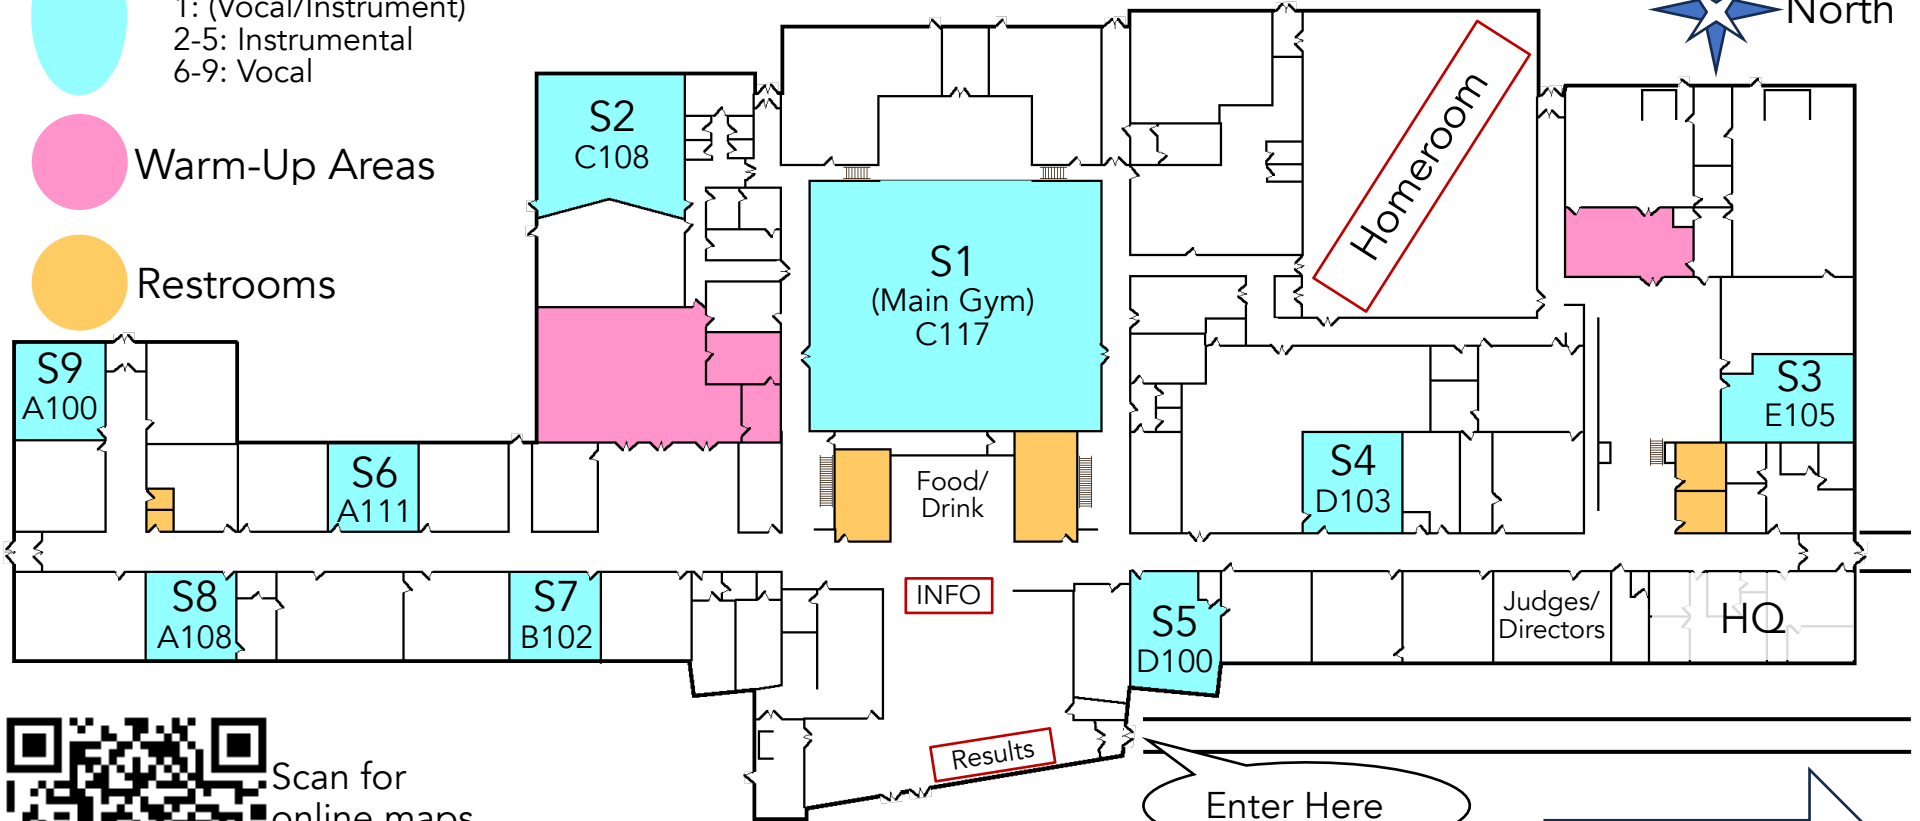 1: (Vocal/Instrument)
2-5: Instrumental
6-9: Vocal
North
Warm-Up Areas
Restrooms
S2
C108
Homeroom
S1
(Main Gym)
C117
S9
A100
S3
E105
S6
A111
Food/
Drink
S4
D103
S8
A108
S7
B102
INFO
S5
D100
Judges/
Directors
HQ
Results
Scan for
online maps
Enter Here